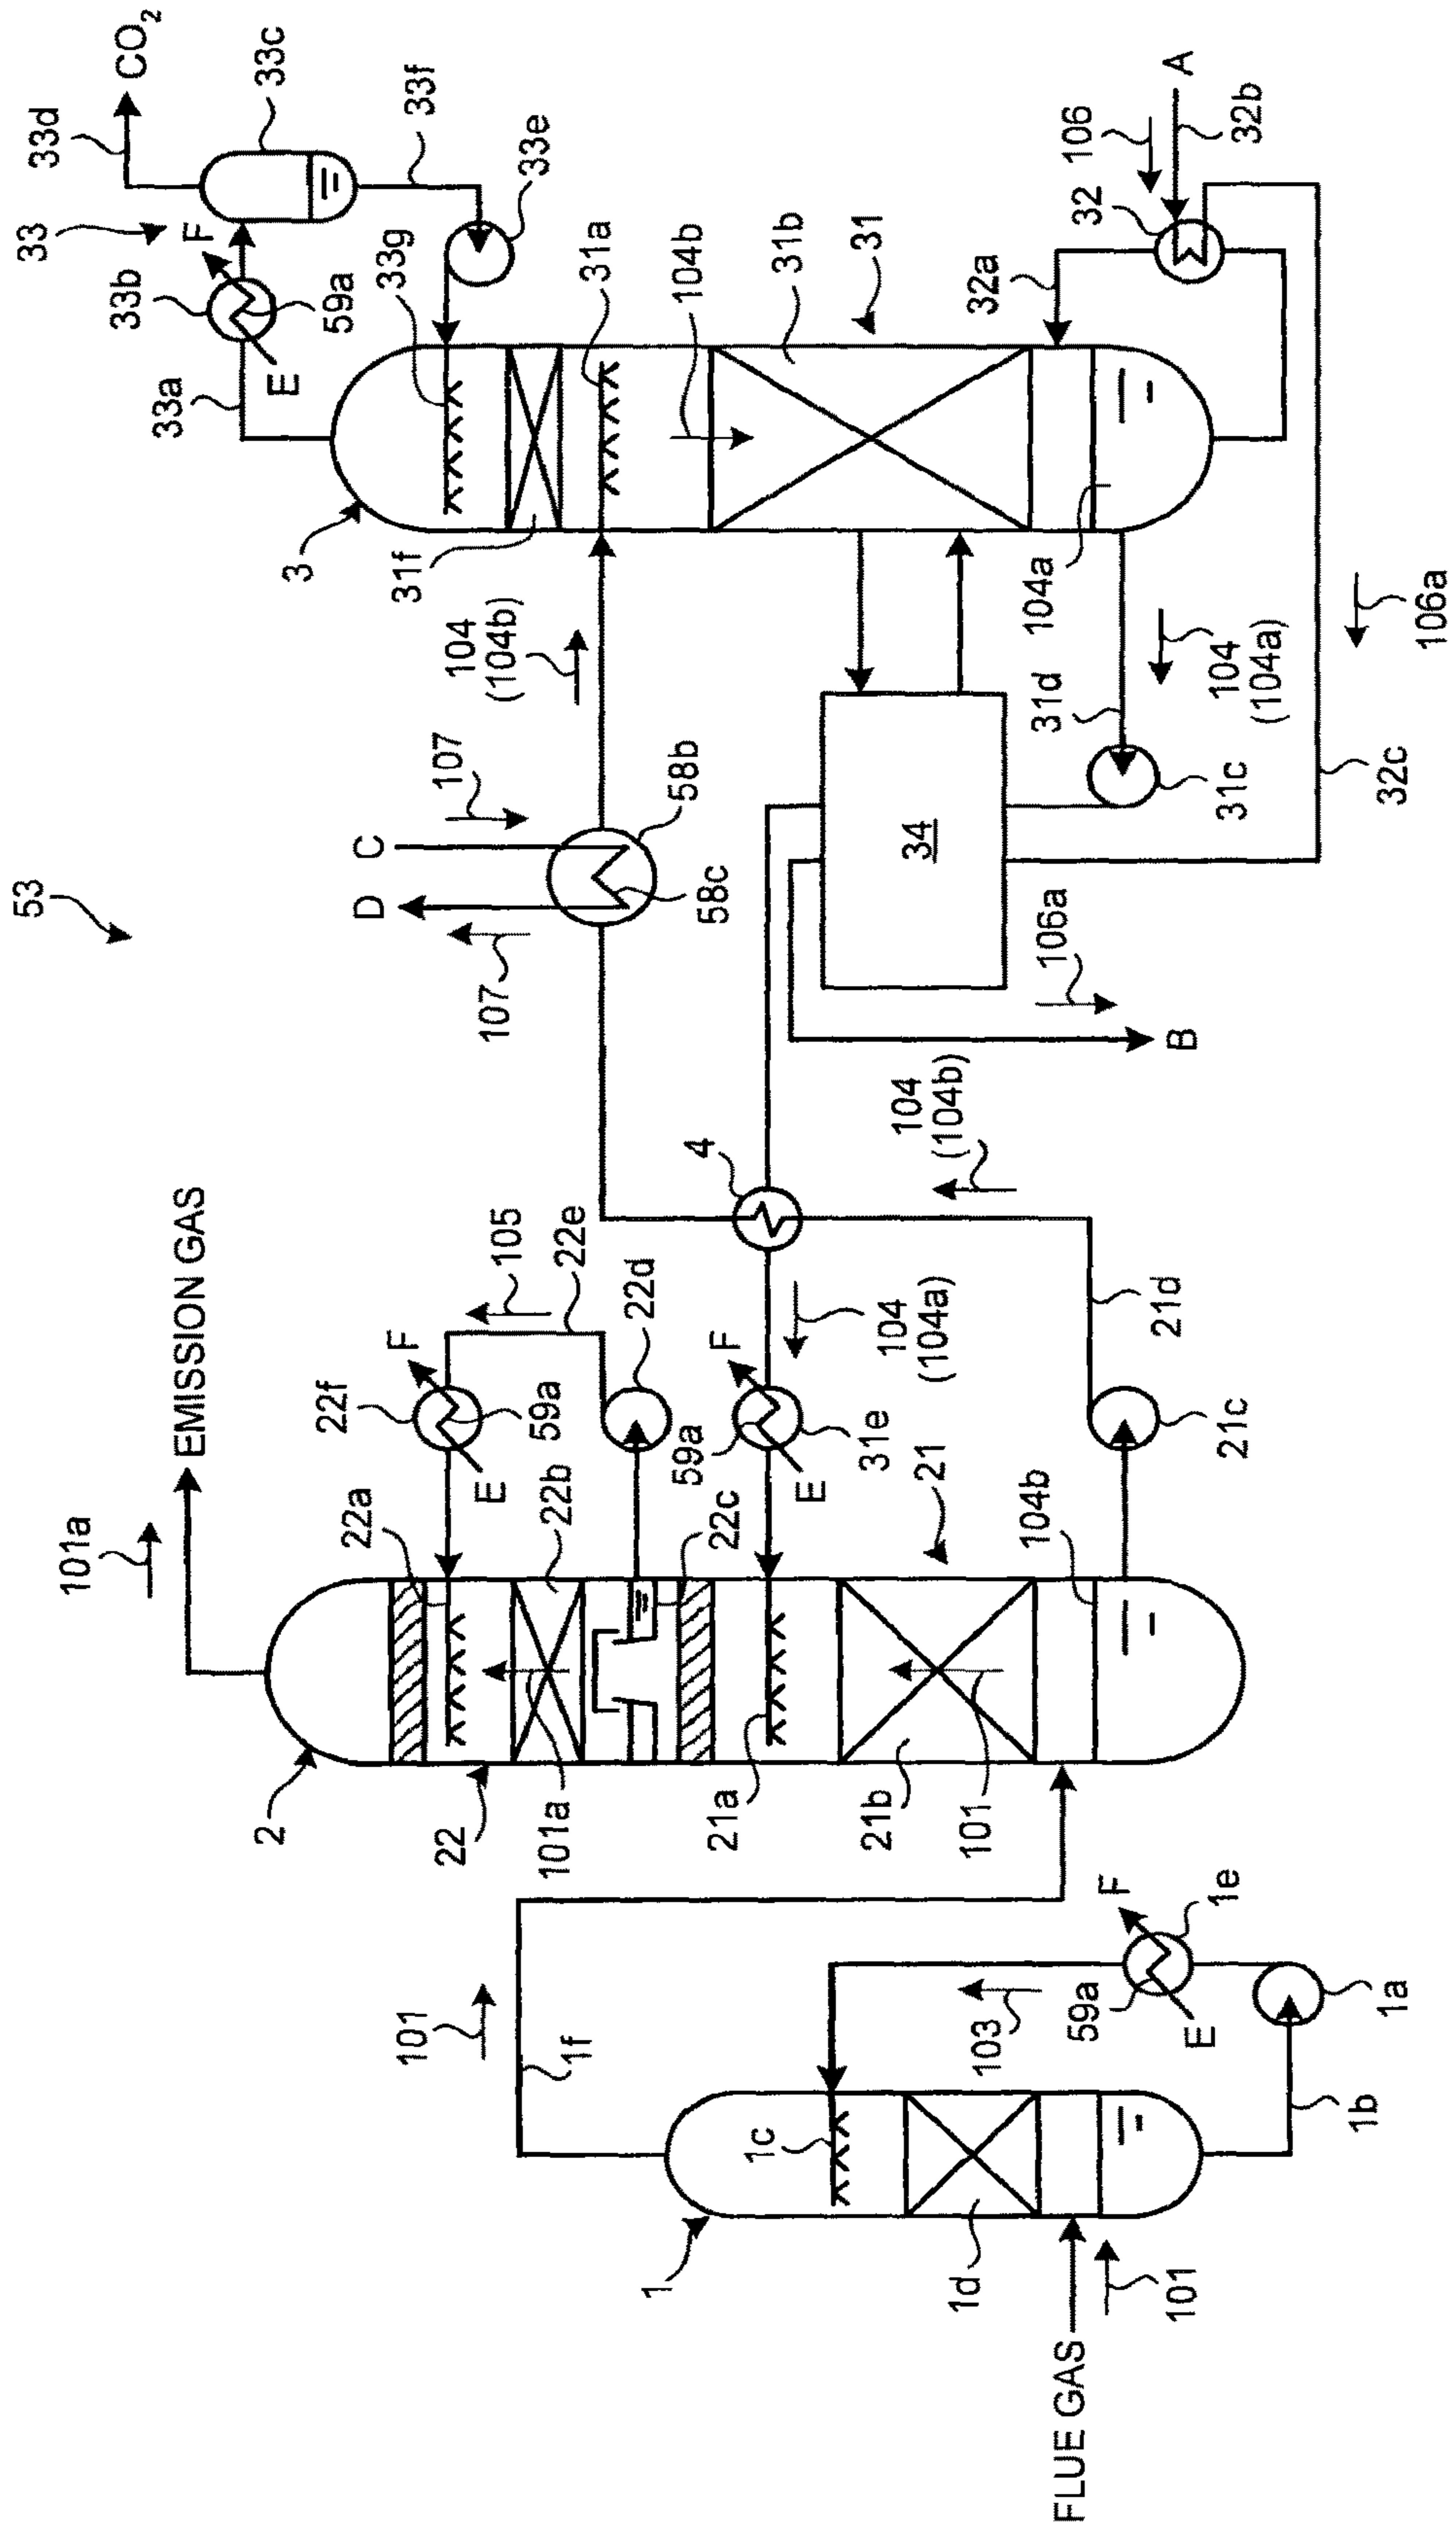 53
EMISSION GAS
101a
2
22
101a
22a
22b
22c
22f
F
E
59a
105
22e
22d
21a
21b
101
21
104b
F
E
59a
31e
104
(104a)
4
21c
21d
104
(104b)
101
1f
1
1c
1d
103
F
E
59a
1e
1a
1b
FLUE GAS
101
C
D
107
107
58b
58c
104
(104b)
34
106a
B
31c
31d
104
(104a)
32c
106a
3
31f
33a
33b
E
F
59a
33
33d
CO2
33c
33f
33e
33g
31a
104b
31b
31
104a
32a
32
106
A
32b